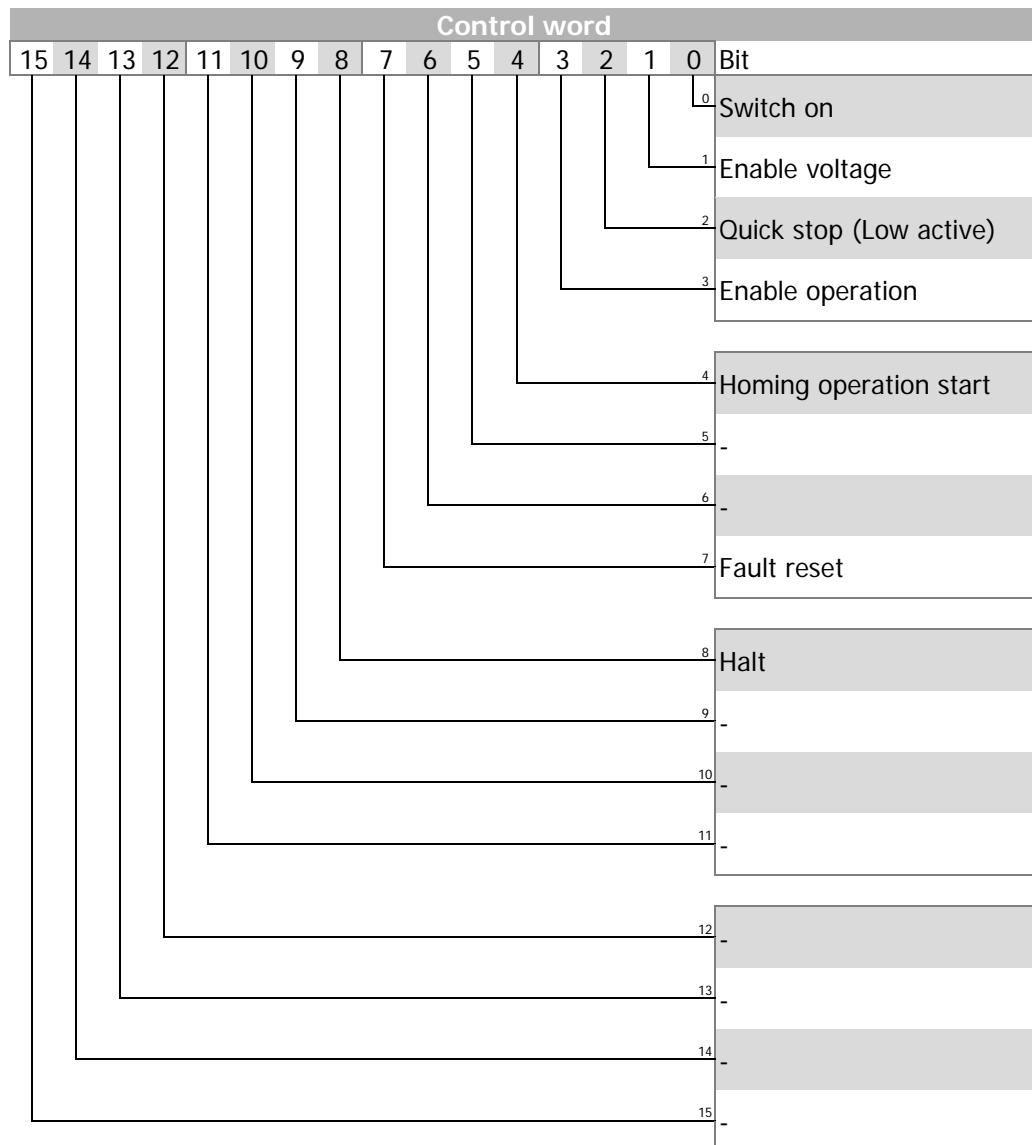 Control word
15 14 13 12 11 10 9 8 7 6 5 4 3 2 1 0 Bit
0 Switch on
1 Enable voltage
2 Quick stop (Low active)
3 Enable operation
4 Homing operation start
5 -
6 -
7 Fault reset
8 Halt
9 -
10 -
11 -
12 -
13 -
14 -
15 -